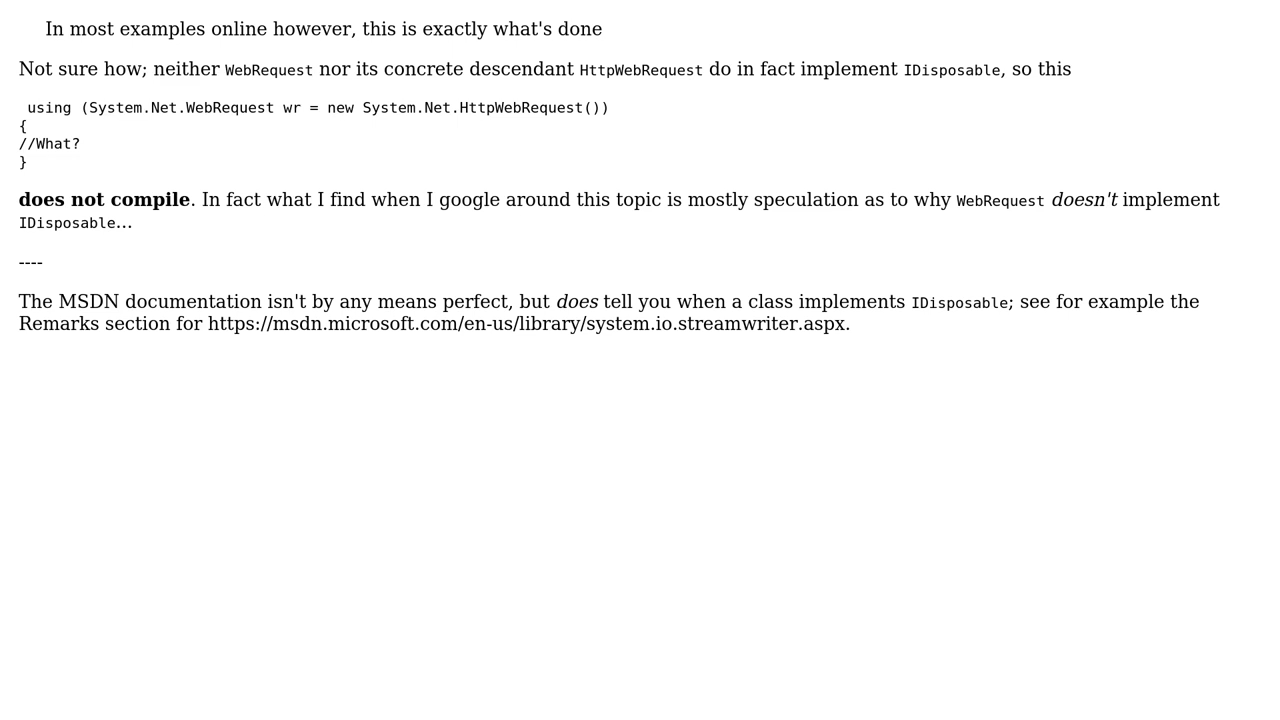 In most examples online however, this is exactly what's done
Not sure how; neither WebRequest nor its concrete descendant HttpWebRequest do in fact implement IDisposable, so this
using (System.Net.WebRequest wr = new System.Net.HttpWebRequest())
{
//What?
}
does not compile. In fact what I find when I google around this topic is mostly speculation as to why WebRequest doesn't implement
IDisposable...
----
The MSDN documentation isn't by any means perfect, but does tell you when a class implements IDisposable; see for example the
Remarks section for https://msdn.microsoft.com/en-us/library/system.io.streamwriter.aspx.